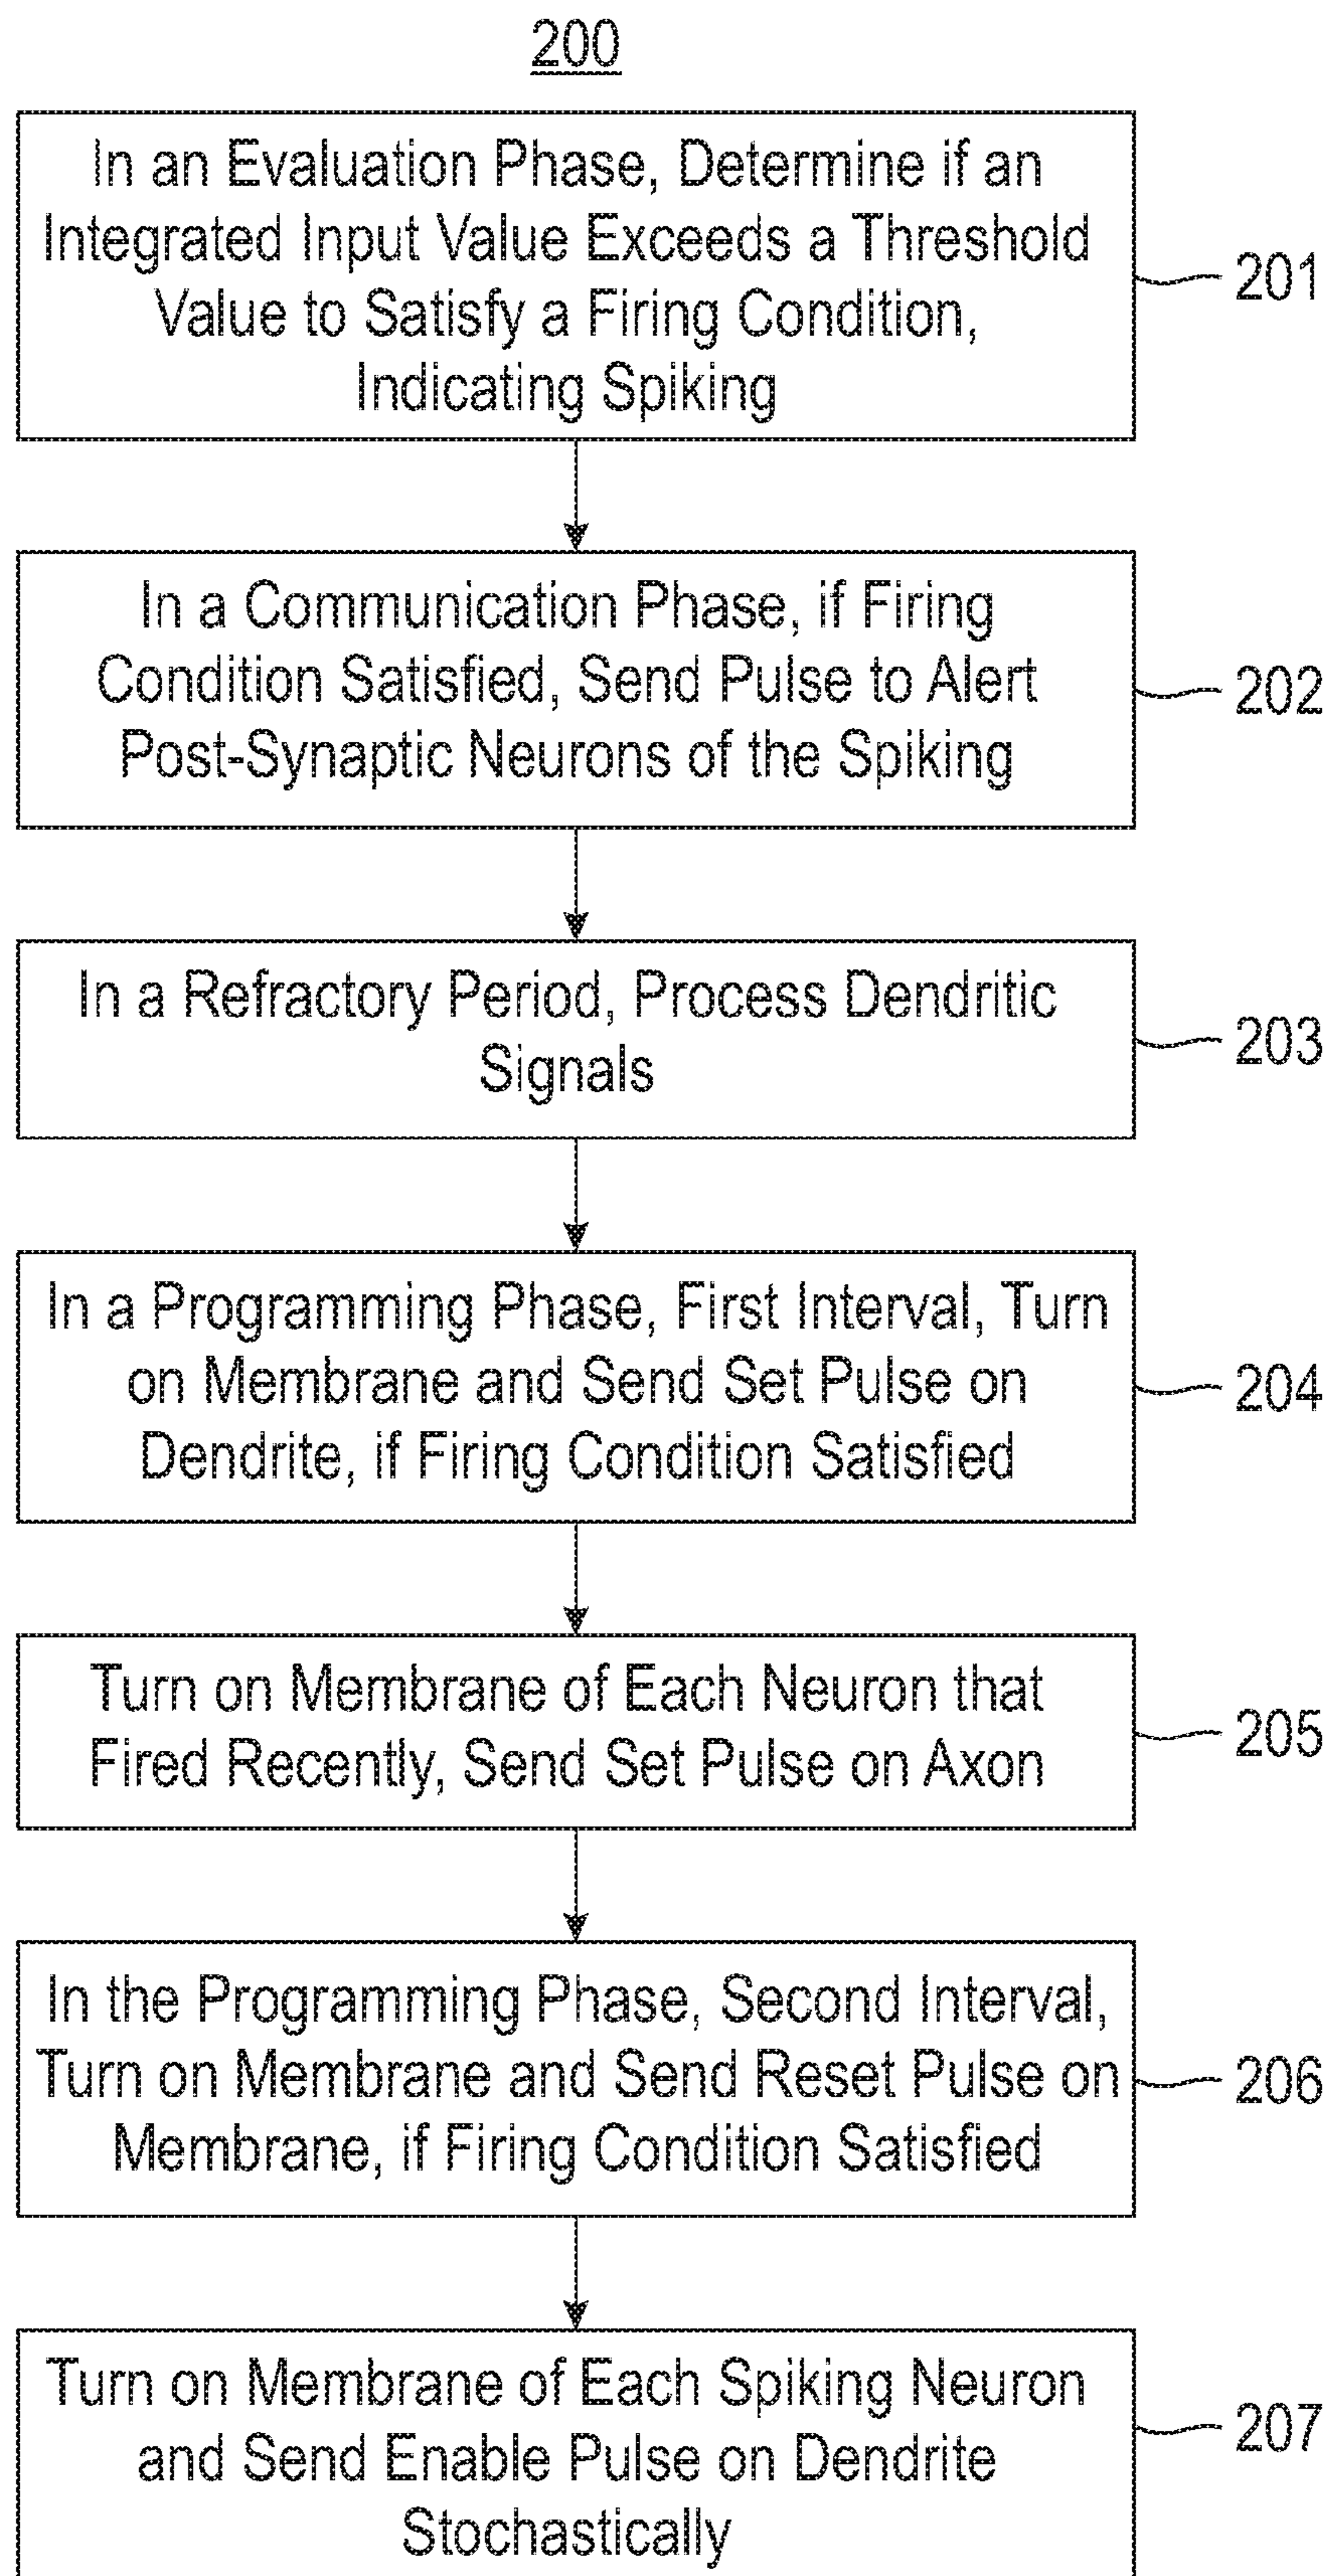 200
In an Evaluation Phase, Determine if an
Integrated Input Value Exceeds a Threshold
Value to Satisfy a Firing Condition,
Indicating Spiking
201
In a Communication Phase, if Firing
Condition Satisfied, Send Pulse to Alert
Post-Synaptic Neurons of the Spiking
202
In a Refractory Period, Process Dendritic
Signals
203
In a Programming Phase, First Interval, Turn
on Membrane and Send Set Pulse on
Dendrite, if Firing Condition Satisfied
204
Turn on Membrane of Each Neuron that
Fired Recently, Send Set Pulse on Axon
205
In the Programming Phase, Second Interval,
Turn on Membrane and Send Reset Pulse on
Membrane, if Firing Condition Satisfied
206
Turn on Membrane of Each Spiking Neuron
and Send Enable Pulse on Dendrite
Stochastically
207